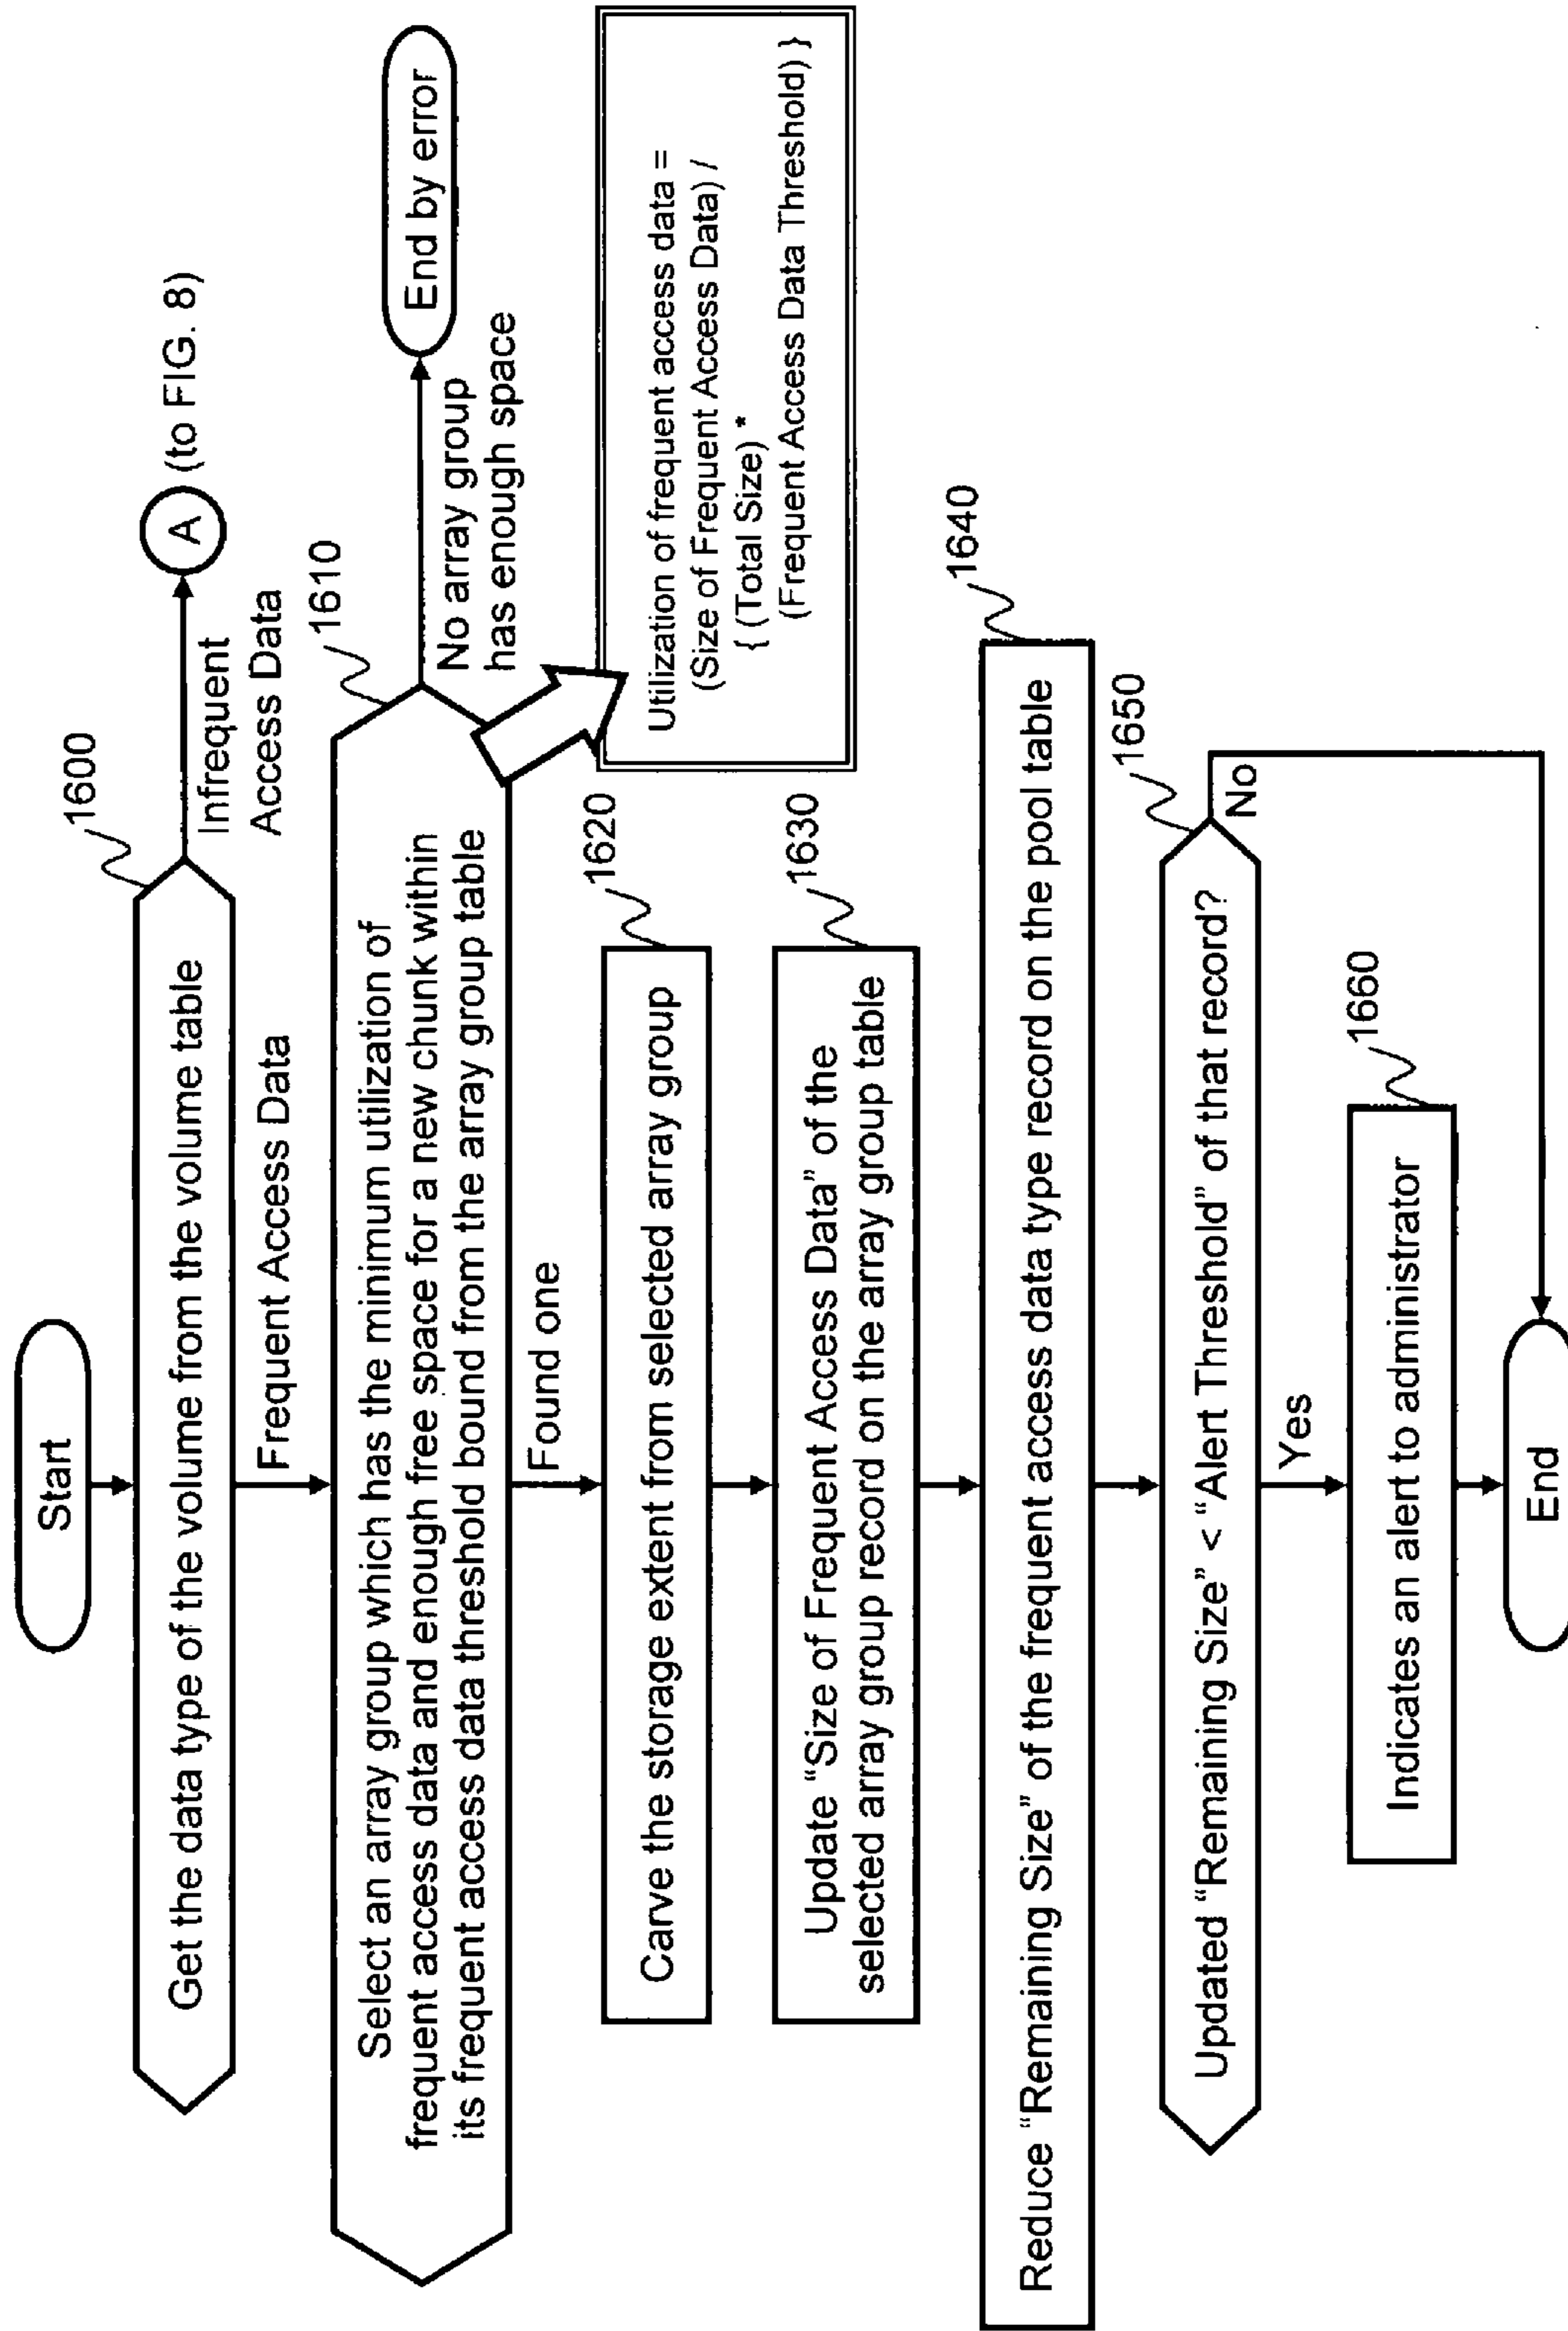 Start
1600
Get the data type of the volume from the volume table
Infrequent
Access Data
A
(to FIG. 8)
Frequent Access Data
1610
Select an array group which has the minimum utilization of
frequent access data and enough free space for a new chunk within
its frequent access data threshold bound from the array group table
No array group
has enough space
End by error
Utilization of frequent access data =
(Size of Frequent Access Data) /
{ (Total Size) *
(Frequent Access Data Threshold) }
Found one
1620
Carve the storage extent from selected array group
1630
Update “Size of Frequent Access Data” of the
selected array group record on the array group table
1640
Reduce “Remaining Size” of the frequent access data type record on the pool table
1650
Updated “Remaining Size” < “Alert Threshold” of that record?
No
Yes
1660
Indicates an alert to administrator
End